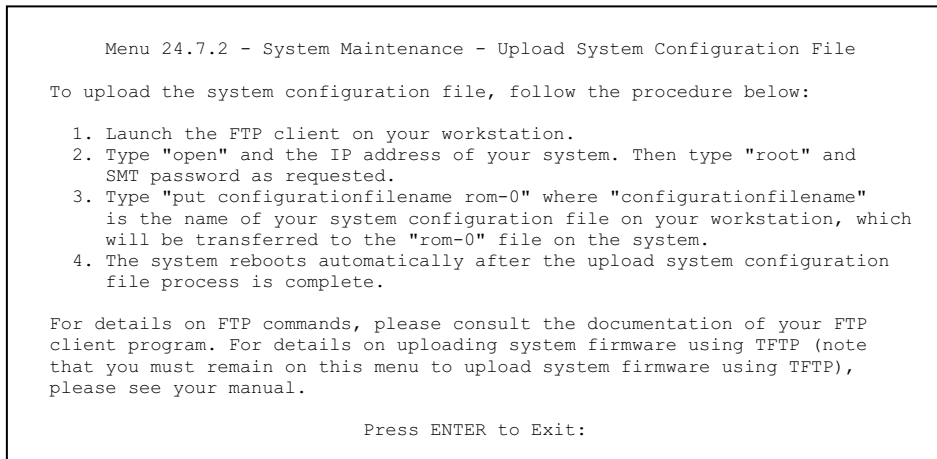 Menu 24.7.2 - System Maintenance - Upload System Configuration File
To upload the system configuration file, follow the procedure below:
1. Launch the FTP client on your workstation.
2. Type "open" and the IP address of your system. Then type "root" and
SMT password as requested.
3. Type "put configurationfilename rom-0" where "configurationfilename"
is the name of your system configuration file on your workstation, which
will be transferred to the "rom-0" file on the system.
4. The system reboots automatically after the upload system configuration
file process is complete.
For details on FTP commands, please consult the documentation of your FTP
client program. For details on uploading system firmware using TFTP (note
that you must remain on this menu to upload system firmware using TFTP),
please see your manual.
Press ENTER to Exit: